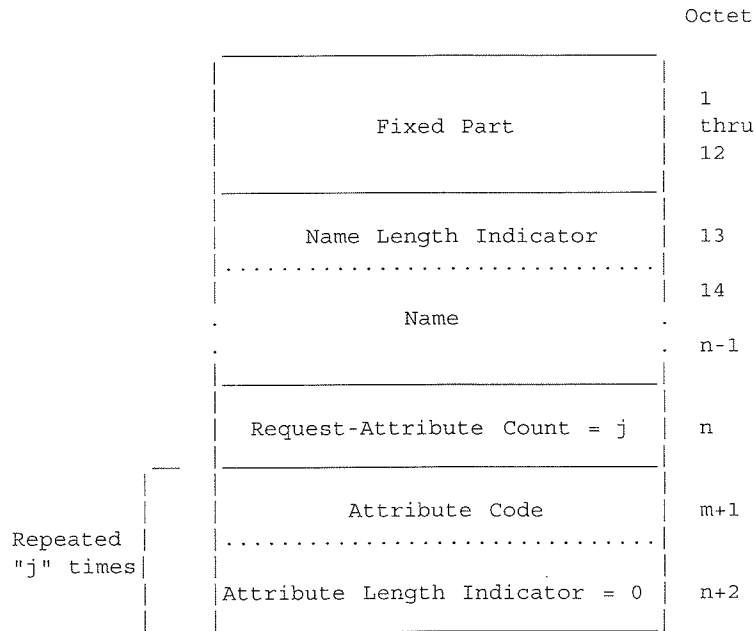 Octet
1
Fixed Part thru
12
Name Length Indicator 13
14
Name
n-1
Request-Attribute Count = j n
Attribute Code m+1
Repeated
"j" times
Attribute Length Indicator = 0 n+2